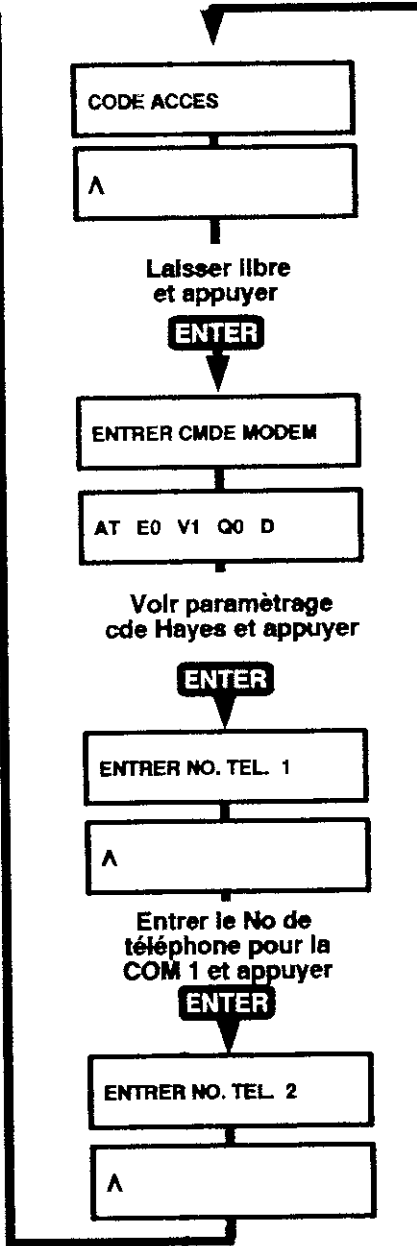 CODE ACCES
Λ
Laisser libre
et appuyer
ENTER
ENTRER CMDE MODEM
AT E0 V1 Q0 D
Voir paramètrage
cde Hayes et appuyer
ENTER
ENTRER NO. TEL. 1
Λ
Entrer le No de
téléphone pour la
COM 1 et appuyer
ENTER
ENTRER NO. TEL. 2
Λ